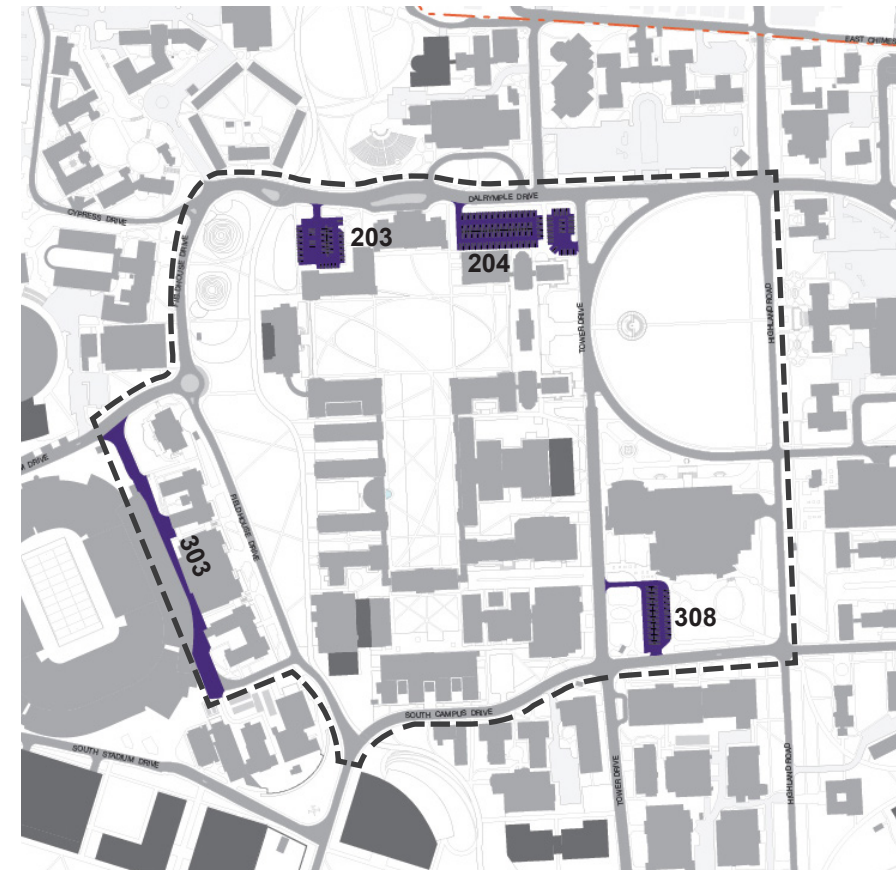 EAST CHIMES
DALRYMPLE DRIVE
CYPRESS DRIVE
203
204
FIELDHOUSE DRIVE
TOWER DRIVE
HIGHLAND ROAD
M DRIVE
FIELDHOUSE DRIVE
303
308
SOUTH CAMPUS DRIVE
SOUTH STADIUM DRIVE
TOWER DRIVE
HIGHLAND ROAD